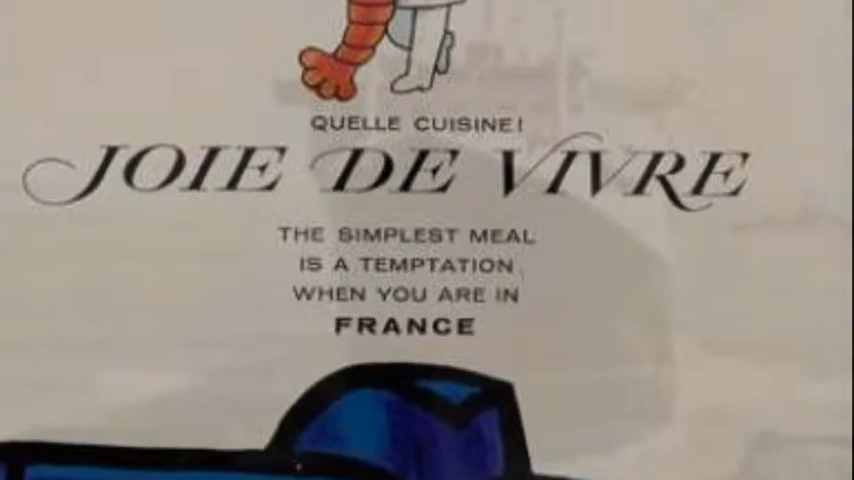 QUELLE CUISINE!
JOIE DE VIVRE
THE SIMPLEST MEAL
IS A TEMPTATION
WHEN YOU ARE IN
FRANCE